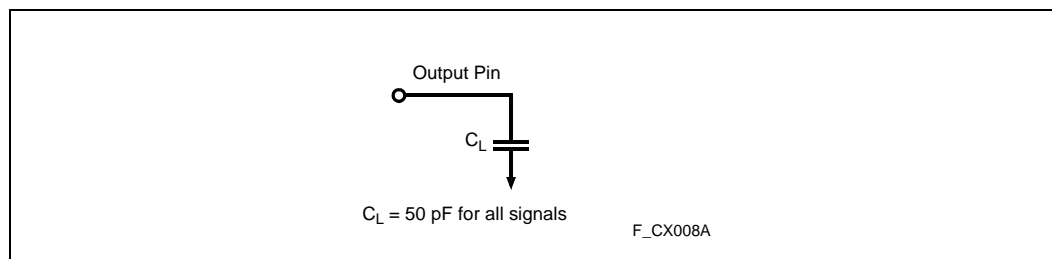 Output Pin
CL
CL = 50 pF for all signals
F_CX008A